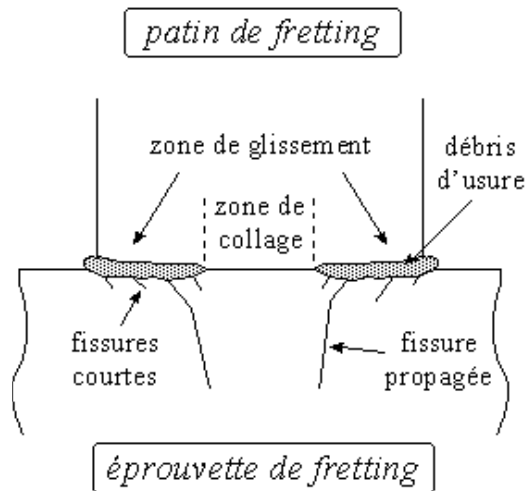 patin de fretting
zone de glissement
débris
d'usure
zone de
collage
fissures
courtes
fissure
propagée
éprouvette de fretting